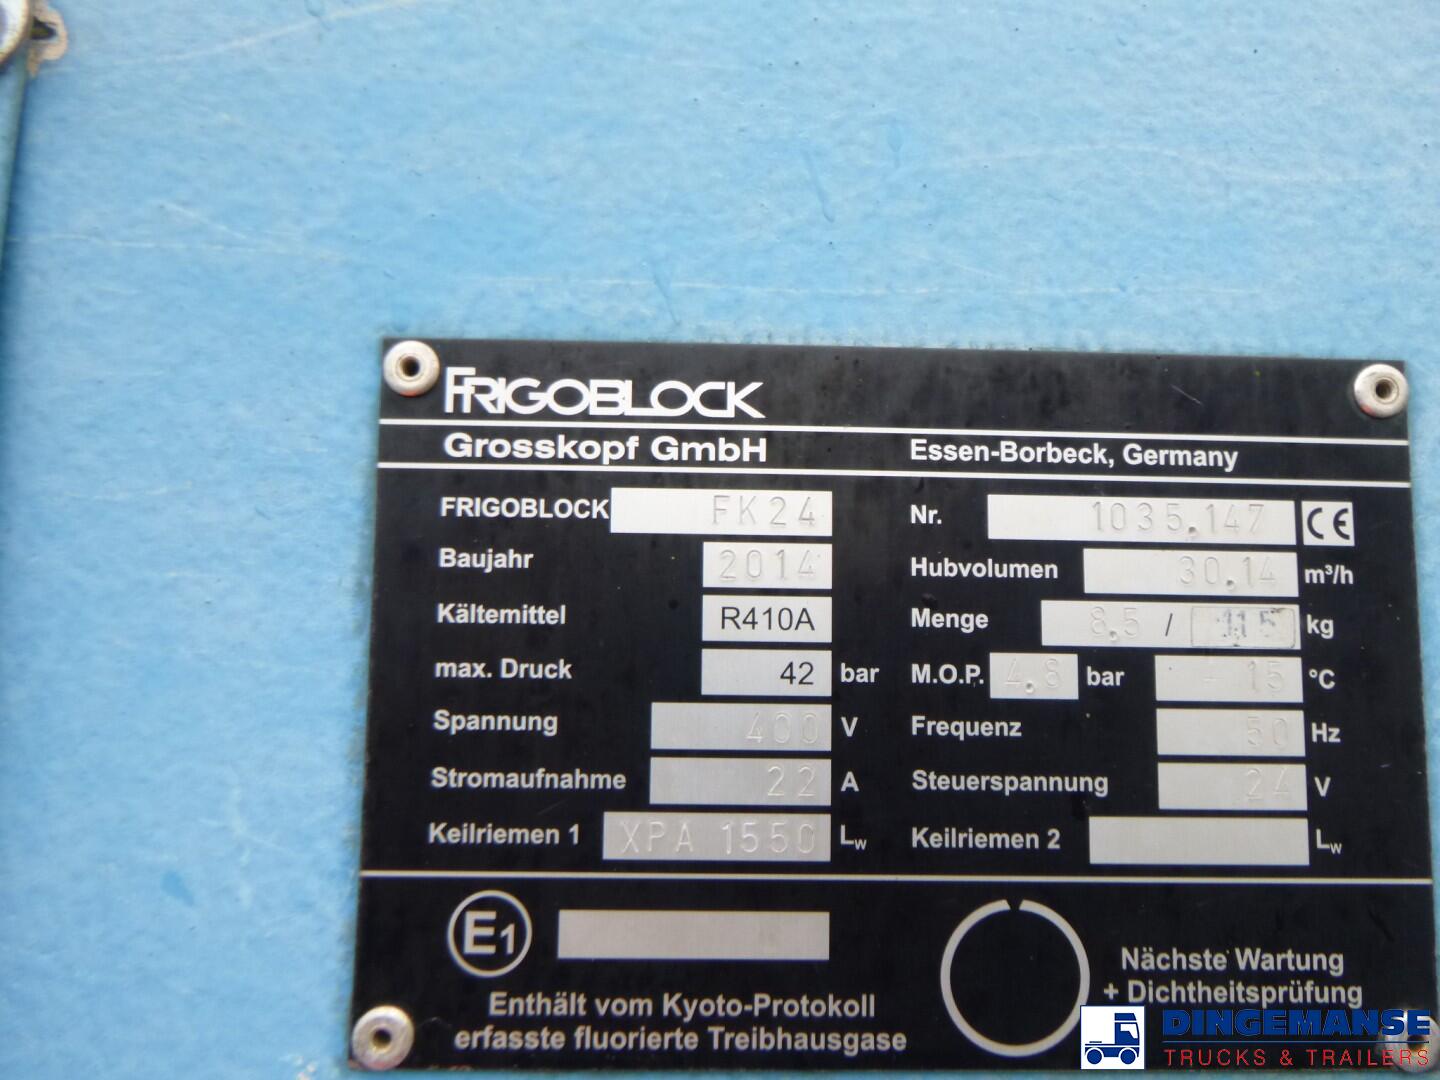 FRIGOBLOCK
Grosskopf GmbH Essen-Borbeck, Germany
FRIGOBLOCK FK24 Nr. 1035,147 CE
Baujahr 2014 Hubvolumen 30,14 m³/h
Kältemittel R410A Menge 8,5 / kg
max. Druck 42 bar M.O.P. 4,8 bar 15 °C
Spannung 400 V Frequenz 50 Hz
Stromaufnahme 22 A Steuerspannung 24 V
Keilriemen 1 XPA 1550 Lw Keilriemen 2 Lw
E1
Enthält vom Kyoto-Protokoll
erfasste fluorierte Treibhausgase
Nächste Wartung
+ Dichtheitsprüfung
DINGEMANSE
TRUCKS & TRAILERS